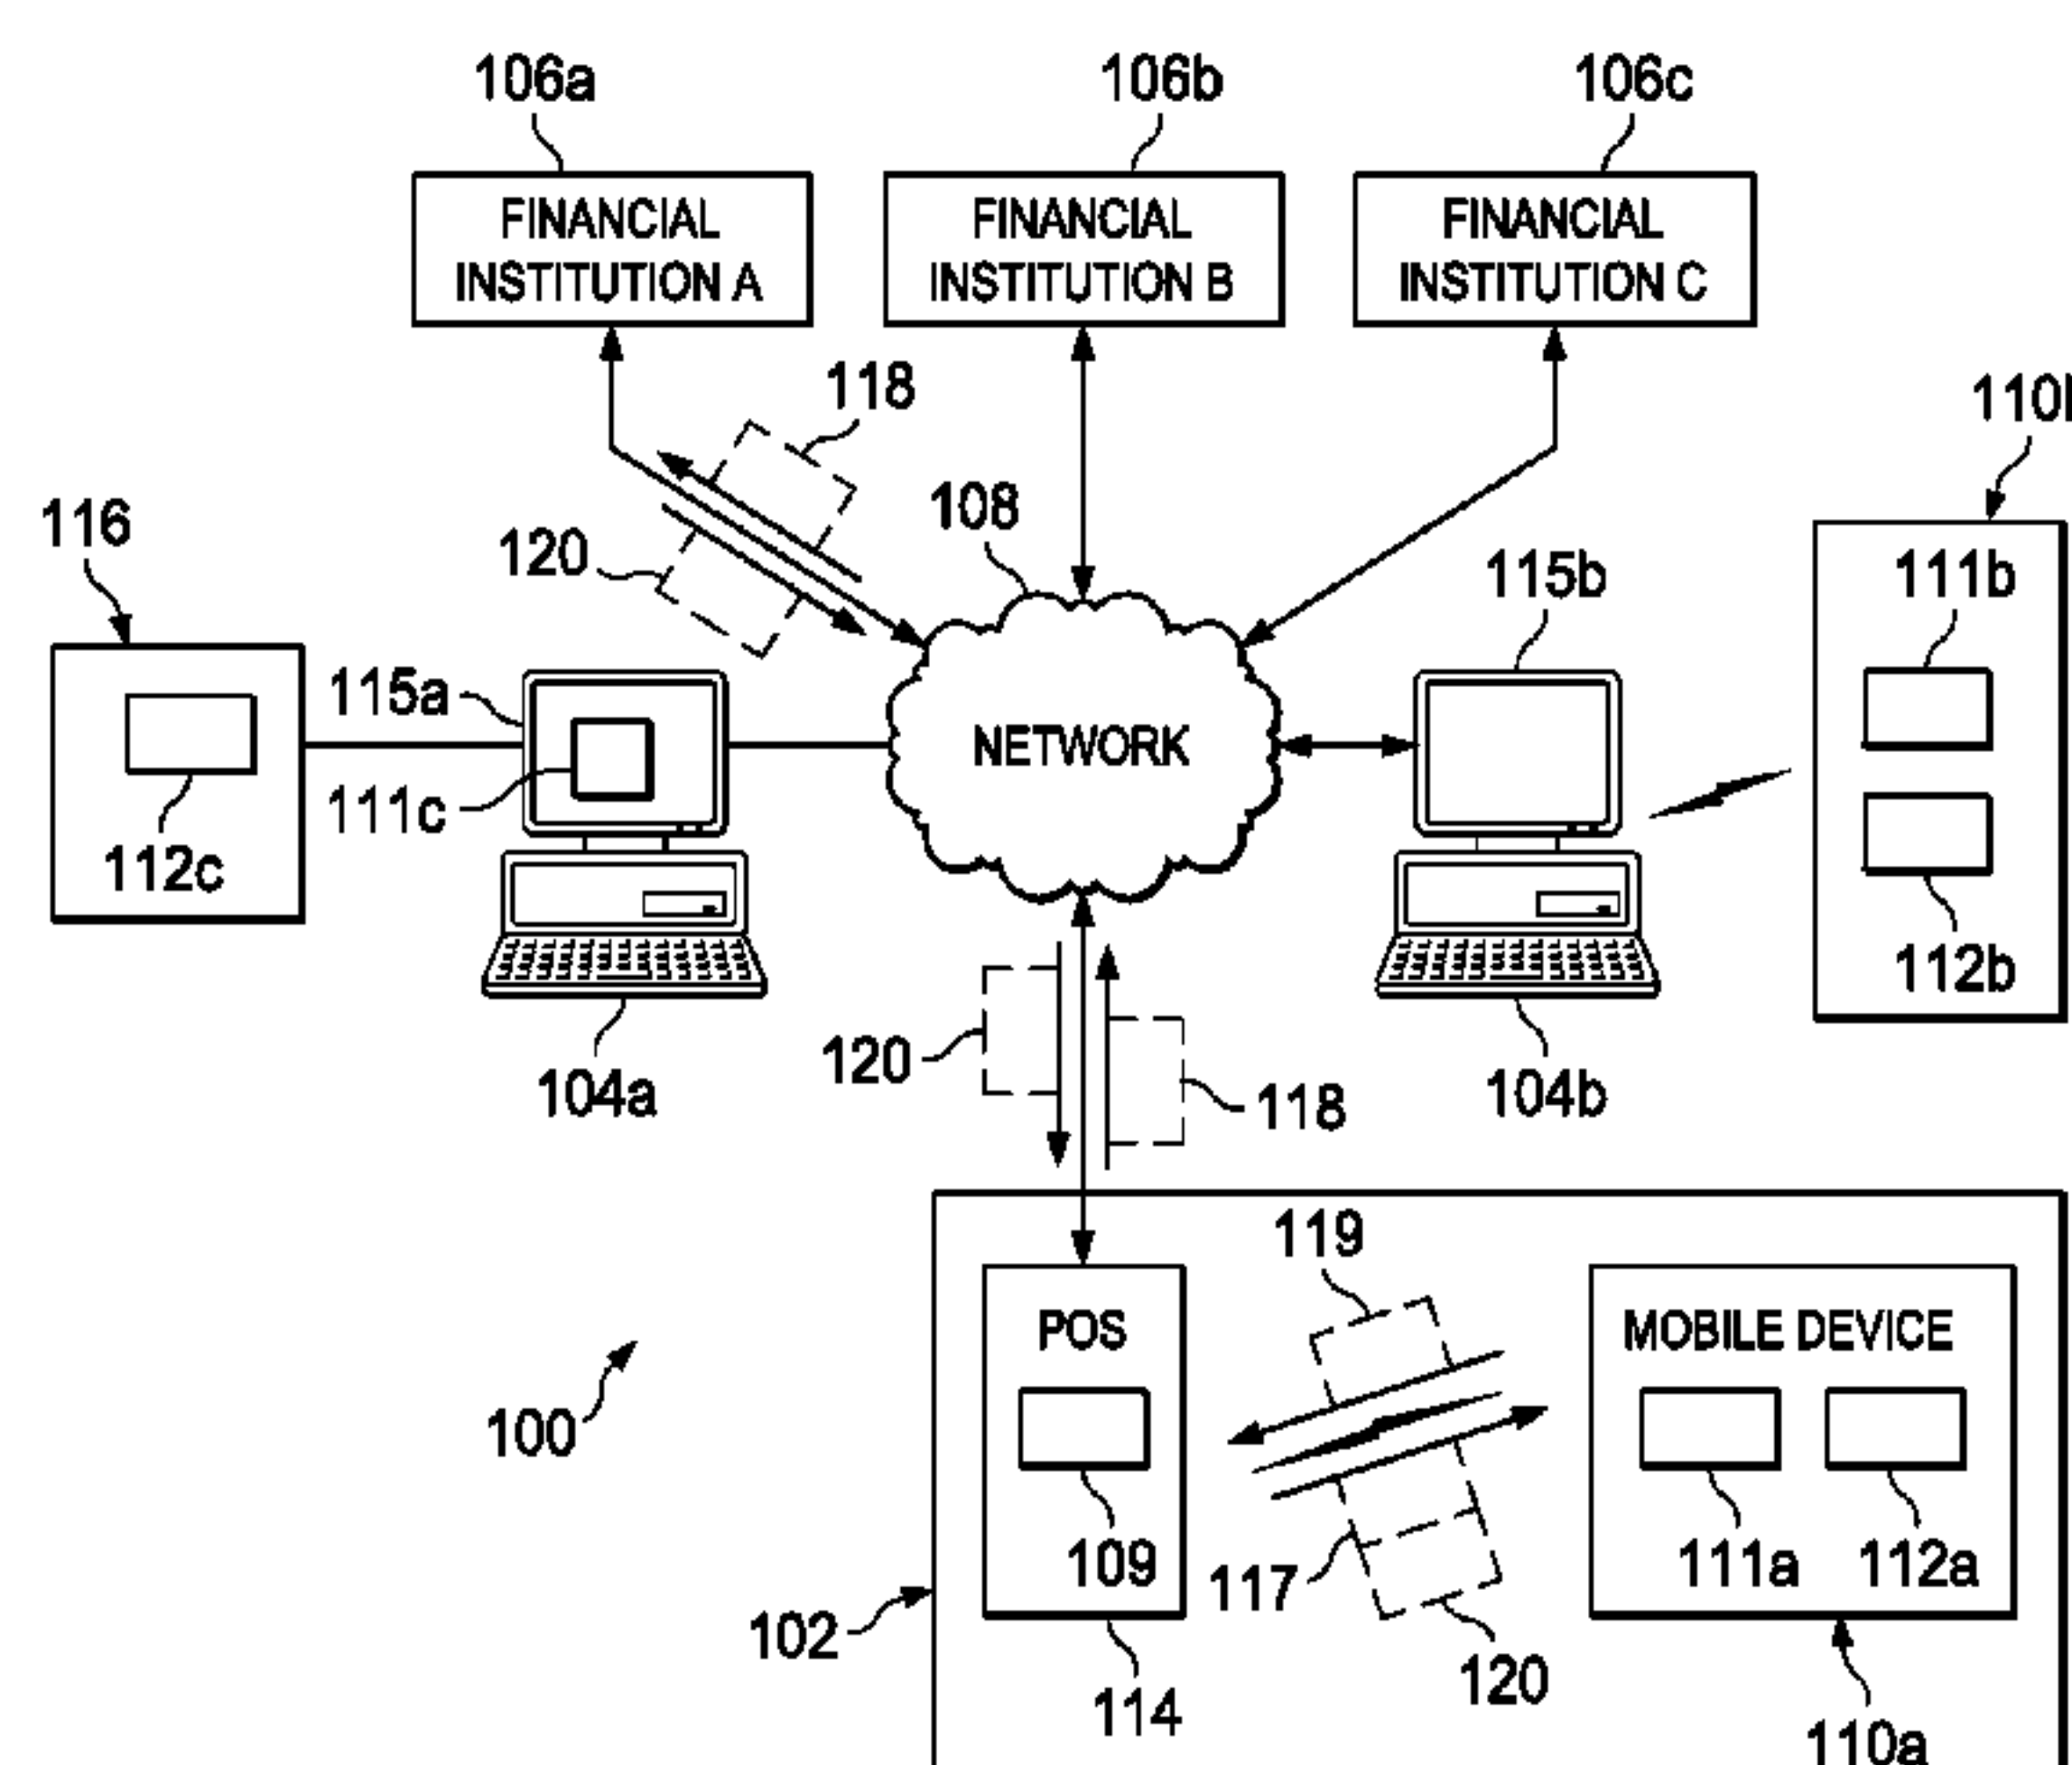 106a
106b
106c
FINANCIAL
INSTITUTION A
FINANCIAL
INSTITUTION B
FINANCIAL
INSTITUTION C
118
110
120
108
116
115b
111b
115a
NETWORK
111c
112c
112b
120
104a
118
104b
119
POS
MOBILE DEVICE
100
109
117
111a
112a
102
120
114
110a